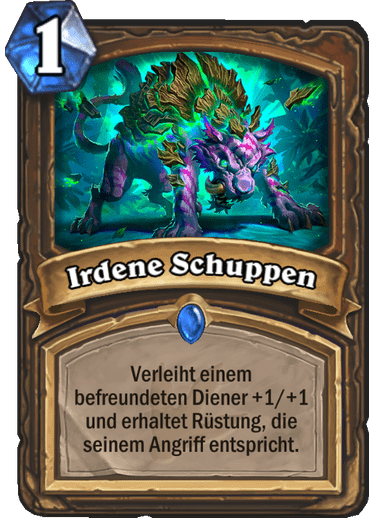 1
Irdene Schuppen
Verleiht einem
befreundeten Diener +1/+1
und erhaltet Rüstung, die
seinem Angriff entspricht.